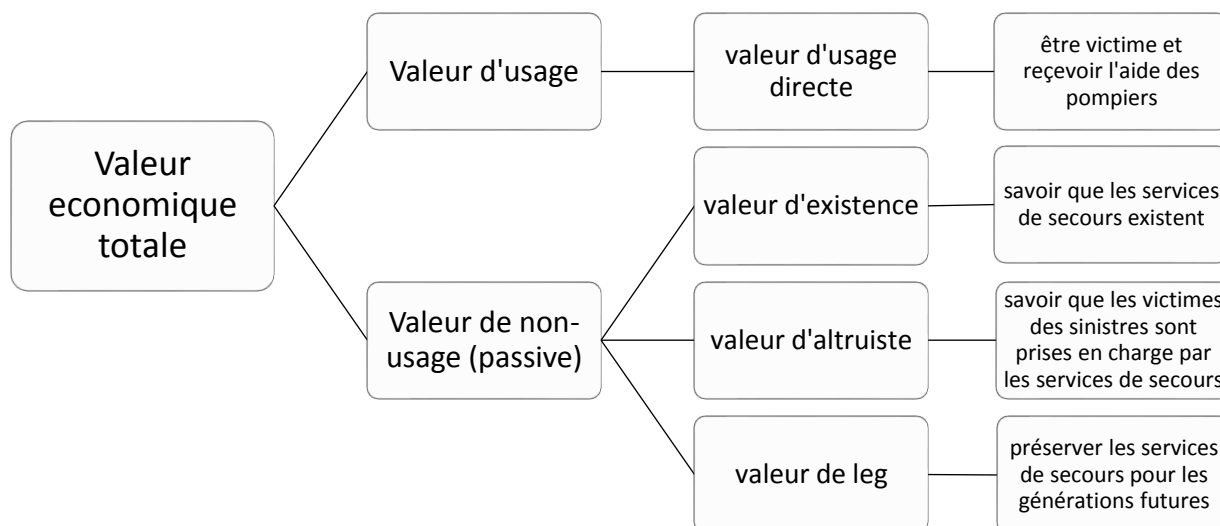 Valeur
economique
totale
Valeur d'usage
valeur d'usage
directe
être victime et
reçevoir l'aide des
pompiers
Valeur de non-
usage (passive)
valeur d'existence
savoir que les services
de secours existent
valeur d'altruiste
savoir que les victimes
des sinistres sont
prises en charge par
les services de secours
valeur de leg
préserver les services
de secours pour les
générations futures